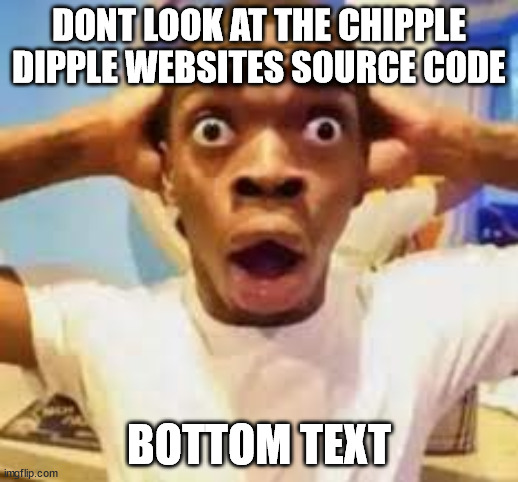 DONT LOOK AT THE CHIPPLE
DIPPLE WEBSITES SOURCE CODE
BOTTOM TEXT
imgflip.com